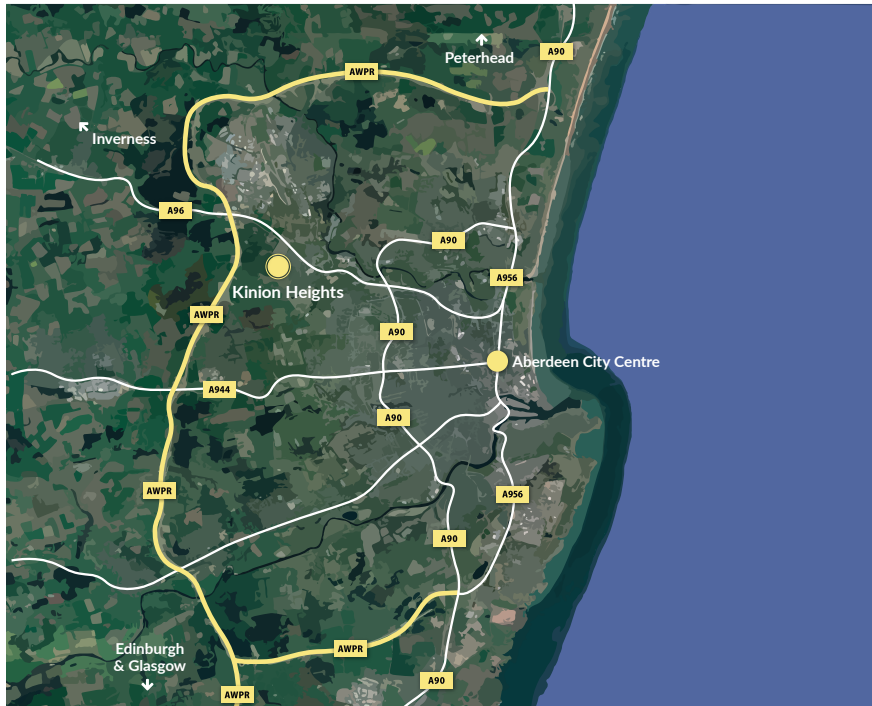 A90
Peterhead
AWPR
Inverness
A96
A90
A956
Kinion Heights
AWPR
A90
Aberdeen City Centre
A944
A90
AWPR
A956
A90
Edinburgh
& Glasgow
AWPR
A90
AWPR